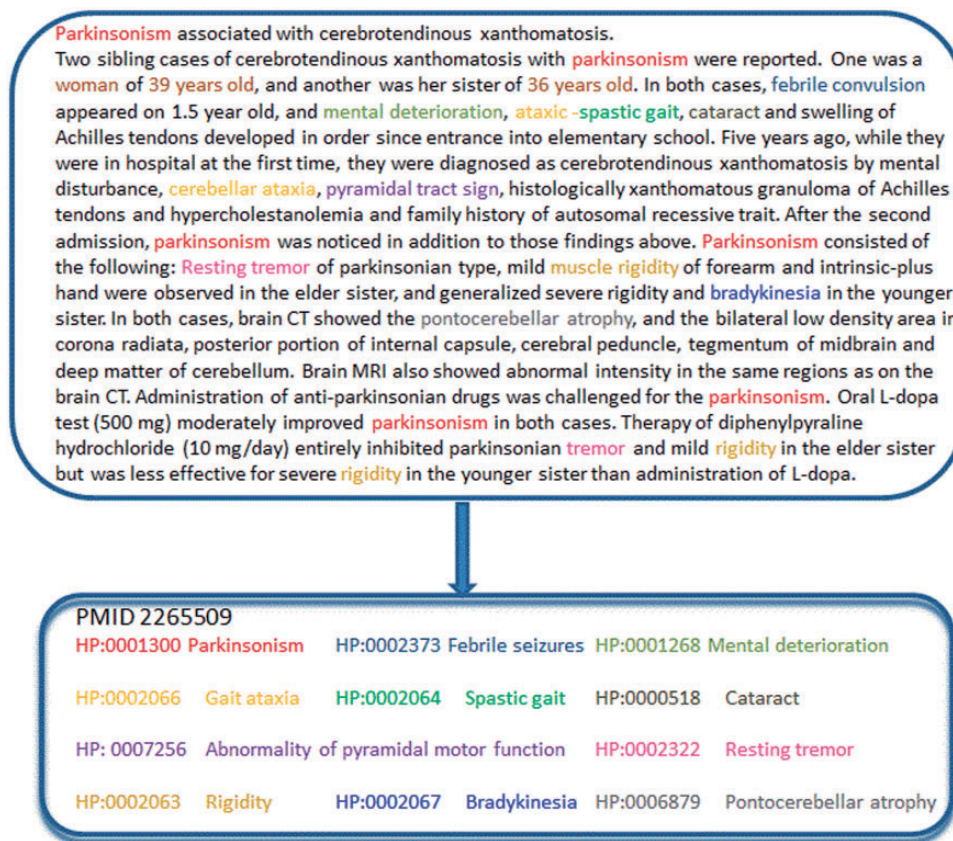 Parkinsonism associated with cerebrotendinous xanthomatosis.
Two sibling cases of cerebrotendinous xanthomatosis with parkinsonism were reported. One was a
woman of 39 years old, and another was her sister of 36 years old. In both cases, febrile convulsion
appeared on 1.5 year old, and mental deterioration, ataxic -spastic gait, cataract and swelling of
Achilles tendons developed in order since entrance into elementary school. Five years ago, while they
were in hospital at the first time, they were diagnosed as cerebrotendinous xanthomatosis by mental
disturbance, cerebellar ataxia, pyramidal tract sign, histologically xanthomatous granuloma of Achilles
tendons and hypercholestanolemia and family history of autosomal recessive trait. After the second
admission, parkinsonism was noticed in addition to those findings above. Parkinsonism consisted of
the following: Resting tremor of parkinsonian type, mild muscle rigidity of forearm and intrinsic-plus
hand were observed in the elder sister, and generalized severe rigidity and bradykinesia in the younger
sister. In both cases, brain CT showed the pontocerebellar atrophy, and the bilateral low density area in
corona radiata, posterior portion of internal capsule, cerebral peduncle, tegmentum of midbrain and
deep matter of cerebellum. Brain MRI also showed abnormal intensity in the same regions as on the
brain CT. Administration of anti-parkinsonian drugs was challenged for the parkinsonism. Oral L-dopa
test (500 mg) moderately improved parkinsonism in both cases. Therapy of diphenylpyraline
hydrochloride (10 mg/day) entirely inhibited parkinsonian tremor and mild rigidity in the elder sister
but was less effective for severe rigidity in the younger sister than administration of L-dopa.
PMID 2265509
HP:0001300 Parkinsonism HP:0002373 Febrile seizures HP:0001268 Mental deterioration
HP:0002066 Gait ataxia HP:0002064 Spastic gait HP:0000518 Cataract
HP: 0007256 Abnormality of pyramidal motor function HP:0002322 Resting tremor
HP:0002063 Rigidity HP:0002067 Bradykinesia HP:0006879 Pontocerebellar atrophy